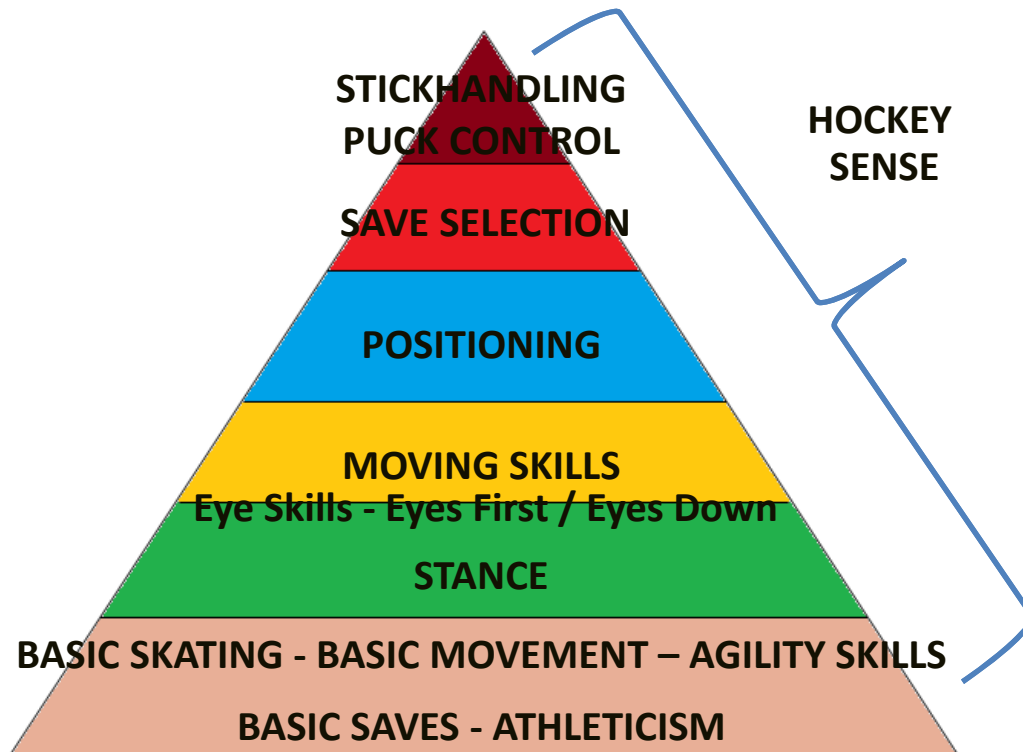 STICKHANDLING
PUCK CONTROL
HOCKEY
SENSE
SAVE SELECTION
POSITIONING
MOVING SKILLS
Eye Skills - Eyes First / Eyes Down
STANCE
BASIC SKATING - BASIC MOVEMENT – AGILITY SKILLS
BASIC SAVES - ATHLETICISM